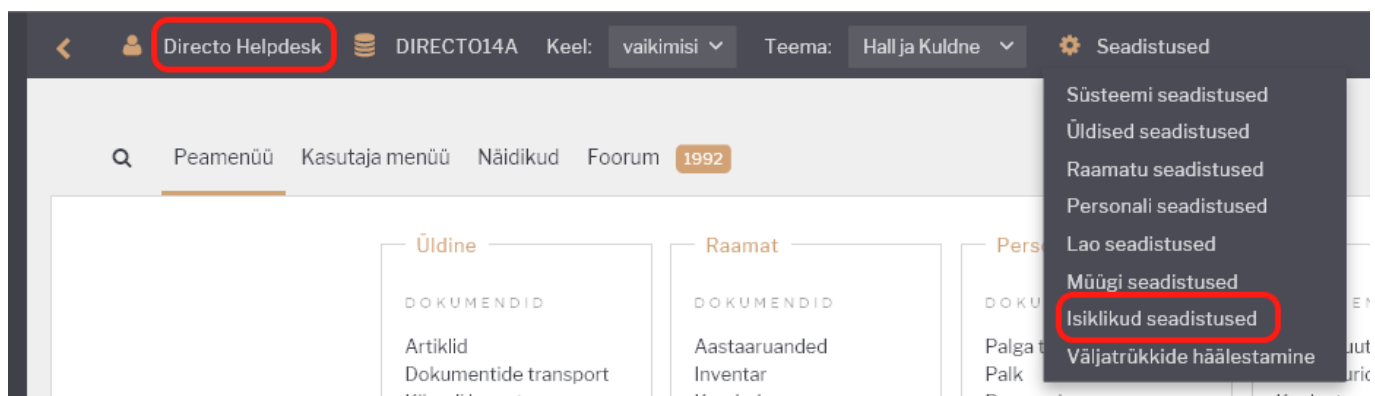 Directo Helpdesk DIRECTO14A Keel: vaikimisi Teema: Hall ja Kuldne Seadistused
Süsteemi seadistused
Üldised seadistused
Raamatu seadistused
Personali seadistused
Lao seadistused
Müügi seadistused
Isiklikud seadistused
Väljatrükkide häälestamine
Peamenüü Kasutaja menüü Näidikud Foorum 1992
Üldine
DOKUMENDID
Artiklid
Dokumentide transport
Raamat
DOKUMENDID
Aastaaruanded
Inventar
Palk